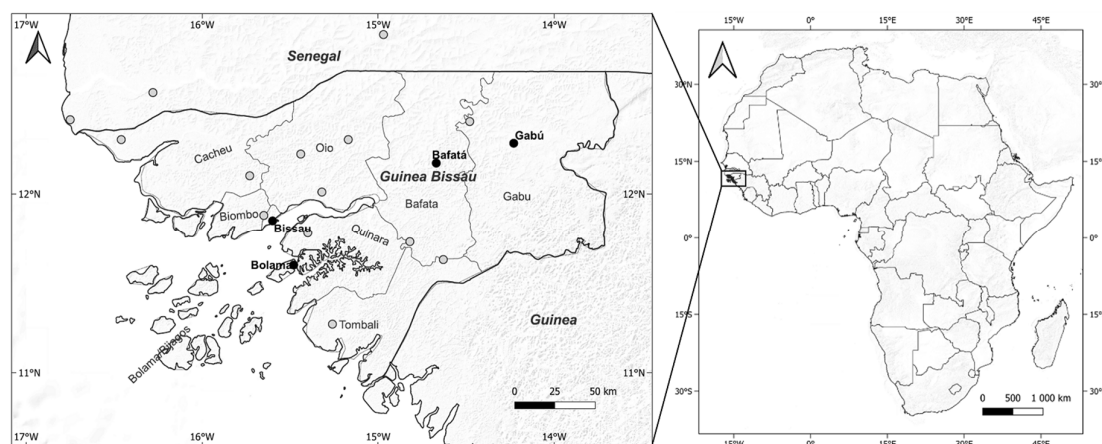 17°W
16°W
15°W
14°W
Senegal
Cacheu
Oio
Gabú
Bafatá
Guinea Bissau
Bafata
Gabu
12°N
12°N
Biombo
Bissau
Quinara
Bolama
Tombali
Guinea
Bolama/Bijagos
11°N
11°N
0 25 50 km
17°W
16°W
15°W
14°W
15°W
0°
15°E
30°E
45°E
30°N
30°N
15°N
15°N
0°
0°
15°S
15°S
30°S
30°S
0 500 1 000 km
15°W
0°
15°E
30°E
45°E